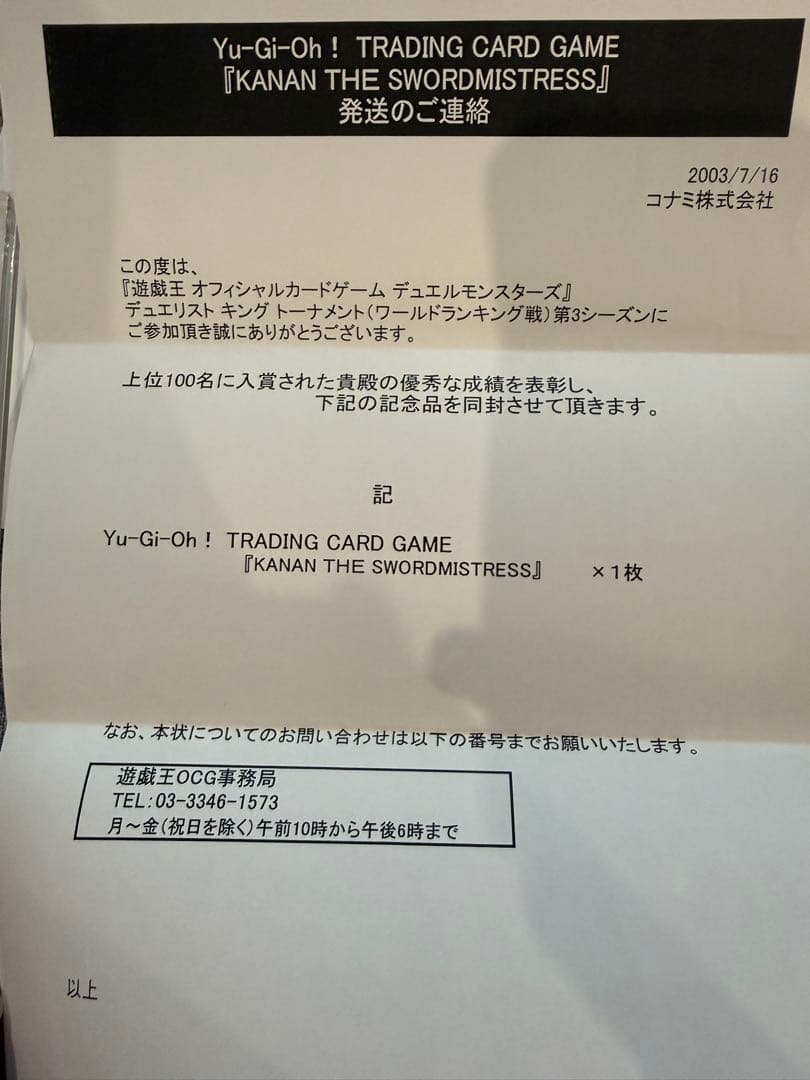 Yu-Gi-Oh！ TRADING CARD GAME
『KANAN THE SWORDMISTRESS』
発送のご連絡
2003/7/16
コナミ株式会社
この度は、
『遊戯王 オフィシャルカードゲーム デュエルモンスターズ』
デュエリスト キング トーナメント（ワールドランキング戦）第3シーズンに
ご参加頂き誠にありがとうございます。
上位100名に入賞された貴殿の優秀な成績を表彰し、
下記の記念品を同封させて頂きます。
記
Yu-Gi-Oh！ TRADING CARD GAME
『KANAN THE SWORDMISTRESS』 ×１枚
なお、本状についてのお問い合わせは以下の番号までお願いいたします。
遊戯王OCG事務局
TEL：03-3346-1573
月～金（祝日を除く）午前10時から午後6時まで
以上